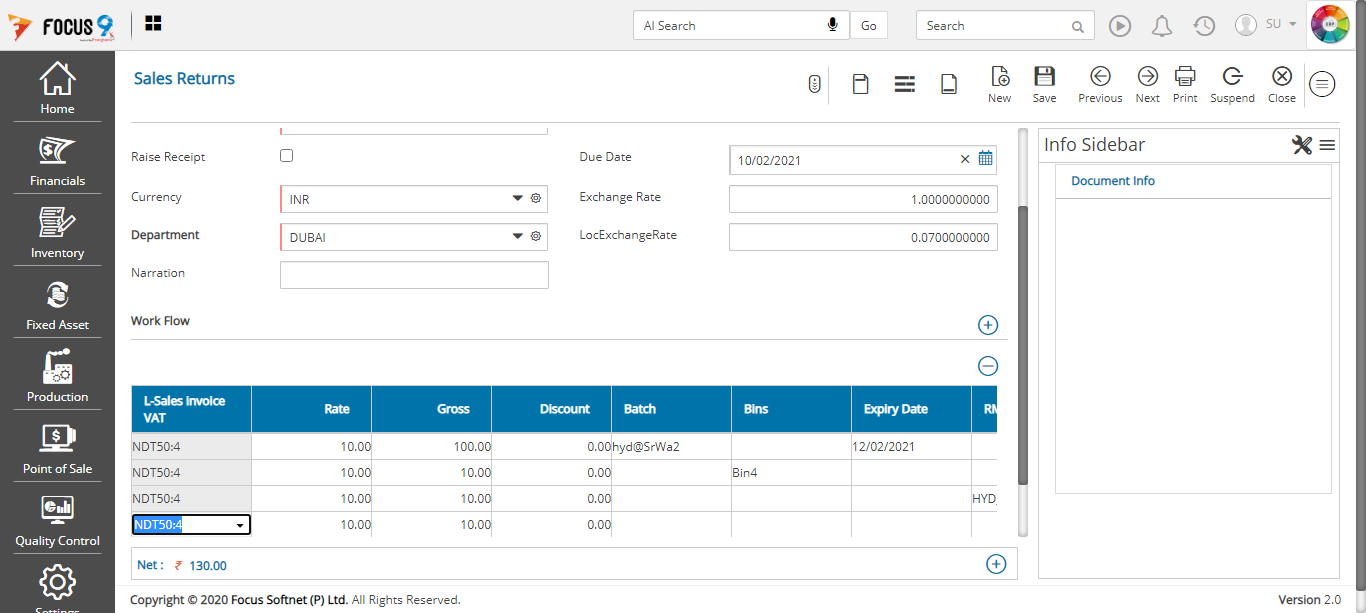 FOCUS 9
AI Search
Go
Search
SU
Home
Financials
Inventory
Fixed Asset
Production
Point of Sale
Quality Control
Settings
Sales Returns
New
Save
Previous
Next
Print
Suspend
Close
Raise Receipt
Due Date
10/02/2021
Currency
INR
Exchange Rate
1.0000000000
Department
DUBAI
LocExchangeRate
0.0700000000
Narration
Work Flow
L-Sales Invoice VAT Rate Gross Discount Batch Bins Expiry Date RM
NDT50:4 10.00 100.00 0.00 hyd@SrWa2 12/02/2021
NDT50:4 10.00 10.00 0.00 Bin4
NDT50:4 10.00 10.00 0.00 HYD_
NDT50:4 10.00 10.00 0.00
Net : ₹ 130.00
Info Sidebar
Document Info
Copyright © 2020 Focus Softnet (P) Ltd. All Rights Reserved.
Version 2.0